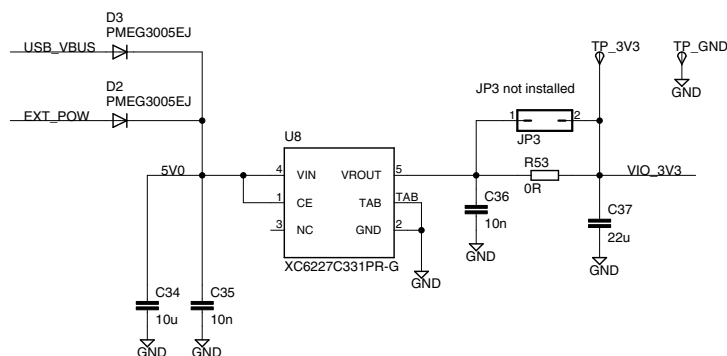 D3
PMEG3005EJ
USB_VBUS
TP_3V3
TP_GND
GND
D2
PMEG3005EJ
EXT_POW
JP3 not installed
1
2
JP3
U8
5V0
4
VIN
VROUT
5
R53
0R
VIO_3V3
1
CE
TAB
TAB
3
NC
GND
2
C36
10n
GND
C37
22u
GND
XC6227C331PR-G
GND
C34
10u
GND
C35
10n
GND